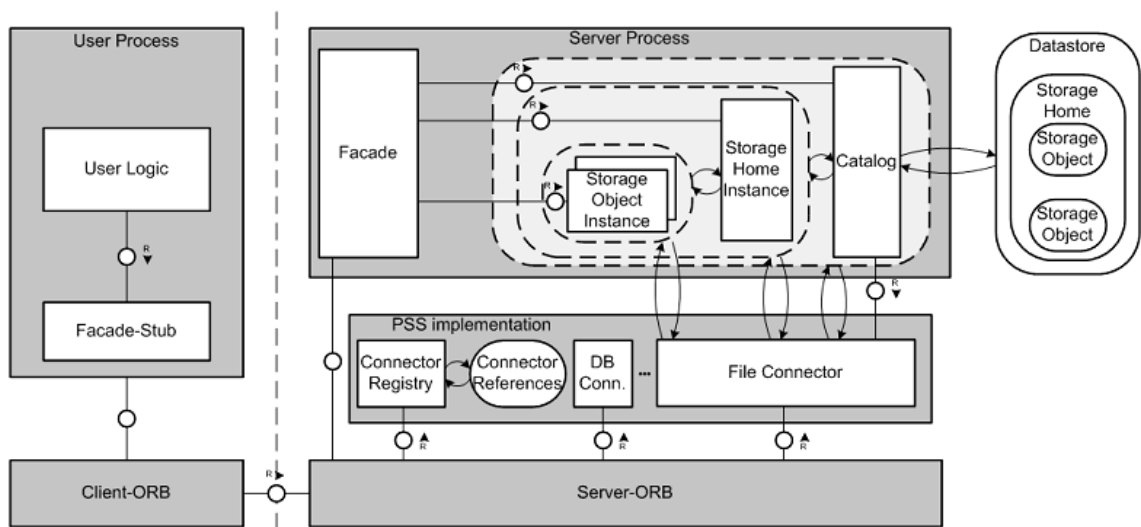 User Process
User Logic
R
Facade-Stub
Client-ORB
R
Server Process
Facade
R
R
R
Storage
Object
Instance
Storage
Home
Instance
Catalog
R
Datastore
Storage
Home
Storage
Object
Storage
Object
PSS implementation
Connector
Registry
Connector
References
DB
Conn.
...
File Connector
R
R
R
Server-ORB